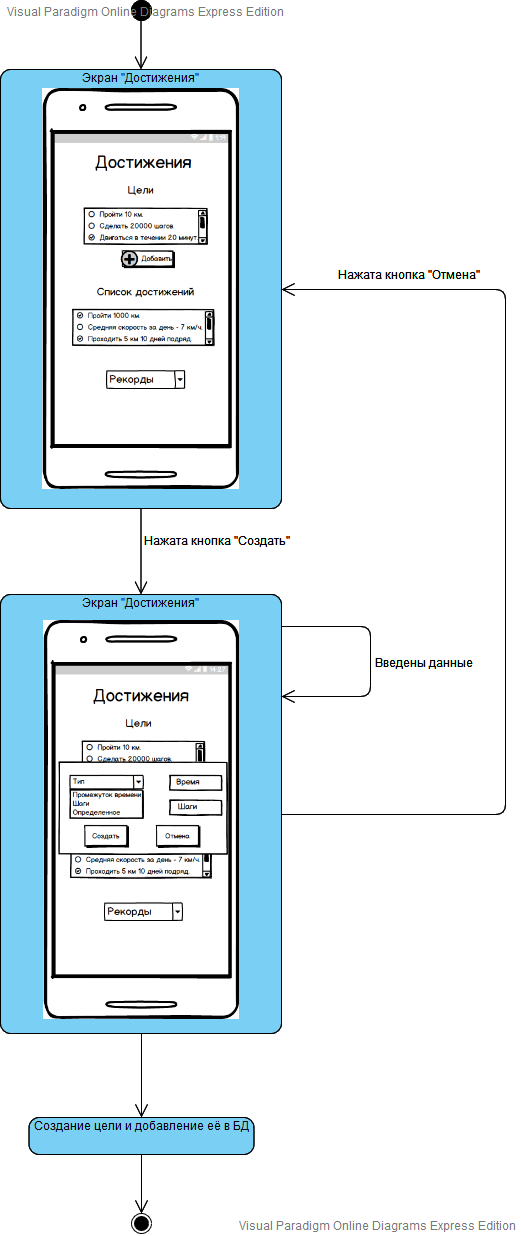 Visual Paradigm Online Diagrams Express Edition
Экран "Достижения"
Достижения
Цели
Пройти 10 км.
Сделать 20000 шагов
Двигаться в течении 20 минут
Добавить
Список достижений
Пройти 1000 км.
Средняя скорость за день - 7 км/ч.
Проходить 5 км 10 дней подряд.
Рекорды
Нажата кнопка "Отмена"
Нажата кнопка "Создать"
Экран "Достижения"
Достижения
Цели
Пройти 10 км.
Сделать 20000 шагов.
Тип
Время
Промежуток времени
Шаги
Определенное
Шаги
Создать
Отмена
Средняя скорость за день - 7 км/ч.
Проходить 5 км 10 дней подряд.
Рекорды
Введены данные
Создание цели и добавление её в БД
Visual Paradigm Online Diagrams Express Edition